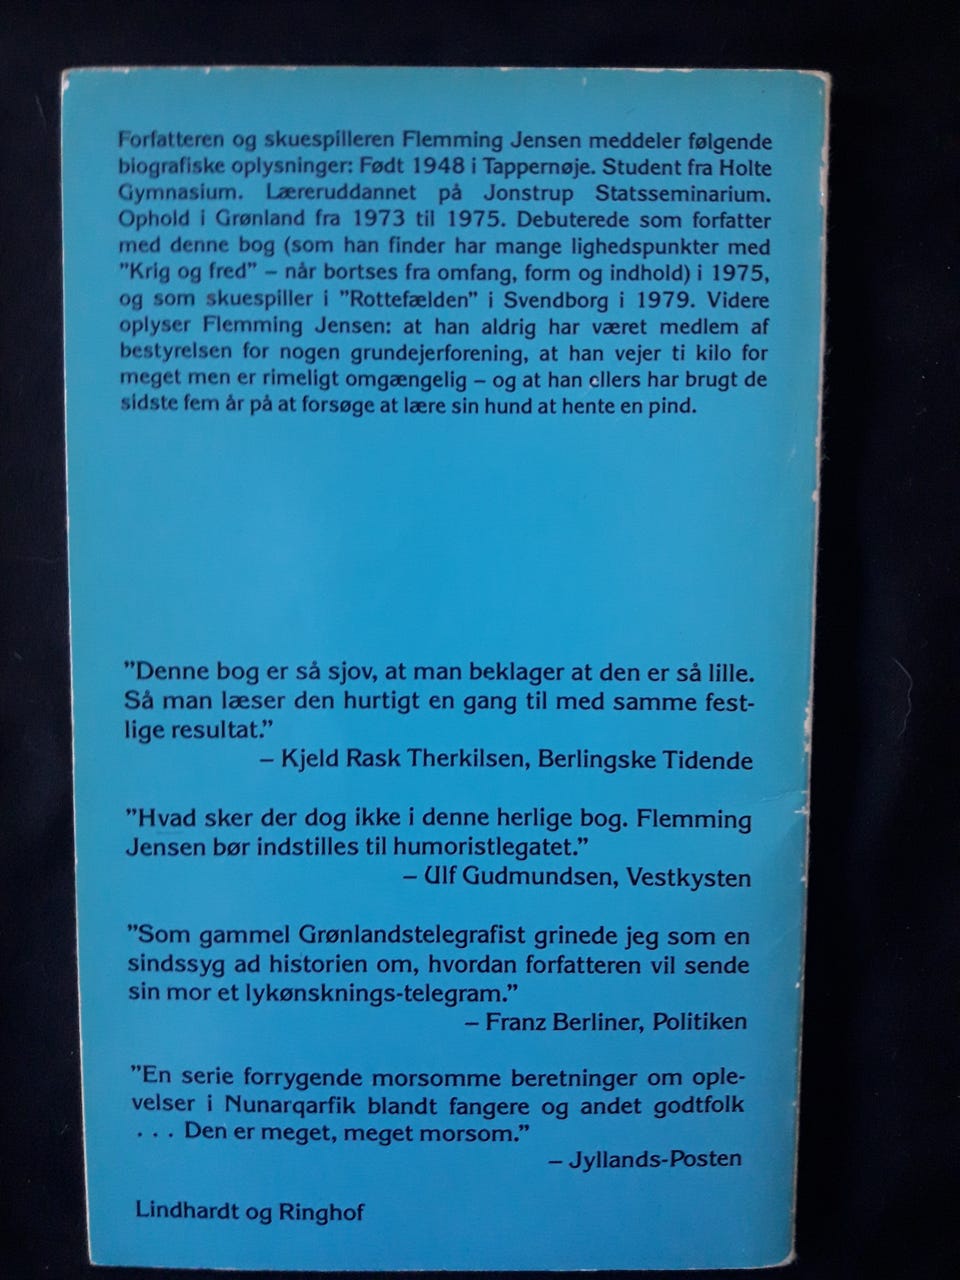 Forfatteren og skuespilleren Flemming Jensen meddeler følgende
biografiske oplysninger: Født 1948 i Tappernøje. Student fra Holte
Gymnasium. Læreruddannet på Jonstrup Statsseminarium.
Ophold i Grønland fra 1973 til 1975. Debuterede som forfatter
med denne bog (som han finder har mange lighedspunkter med
”Krig og fred” – når bortses fra omfang, form og indhold) i 1975,
og som skuespiller i ”Rottefælden” i Svendborg i 1979. Videre
oplyser Flemming Jensen: at han aldrig har været medlem af
bestyrelsen for nogen grundejerforening, at han vejer ti kilo for
meget men er rimeligt omgængelig – og at han ellers har brugt de
sidste fem år på at forsøge at lære sin hund at hente en pind.
”Denne bog er så sjov, at man beklager at den er så lille.
Så man læser den hurtigt en gang til med samme fest-
lige resultat.”
– Kjeld Rask Therkilsen, Berlingske Tidende
”Hvad sker der dog ikke i denne herlige bog. Flemming
Jensen bør indstilles til humoristlegatet.”
– Ulf Gudmundsen, Vestkysten
”Som gammel Grønlandstelegrafist grinede jeg som en
sindssyg ad historien om, hvordan forfatteren vil sende
sin mor et lykønsknings-telegram.”
– Franz Berliner, Politiken
”En serie forrygende morsomme beretninger om ople-
velser i Nunarqarfik blandt fangere og andet godtfolk
. . . Den er meget, meget morsom.”
– Jyllands-Posten
Lindhardt og Ringhof